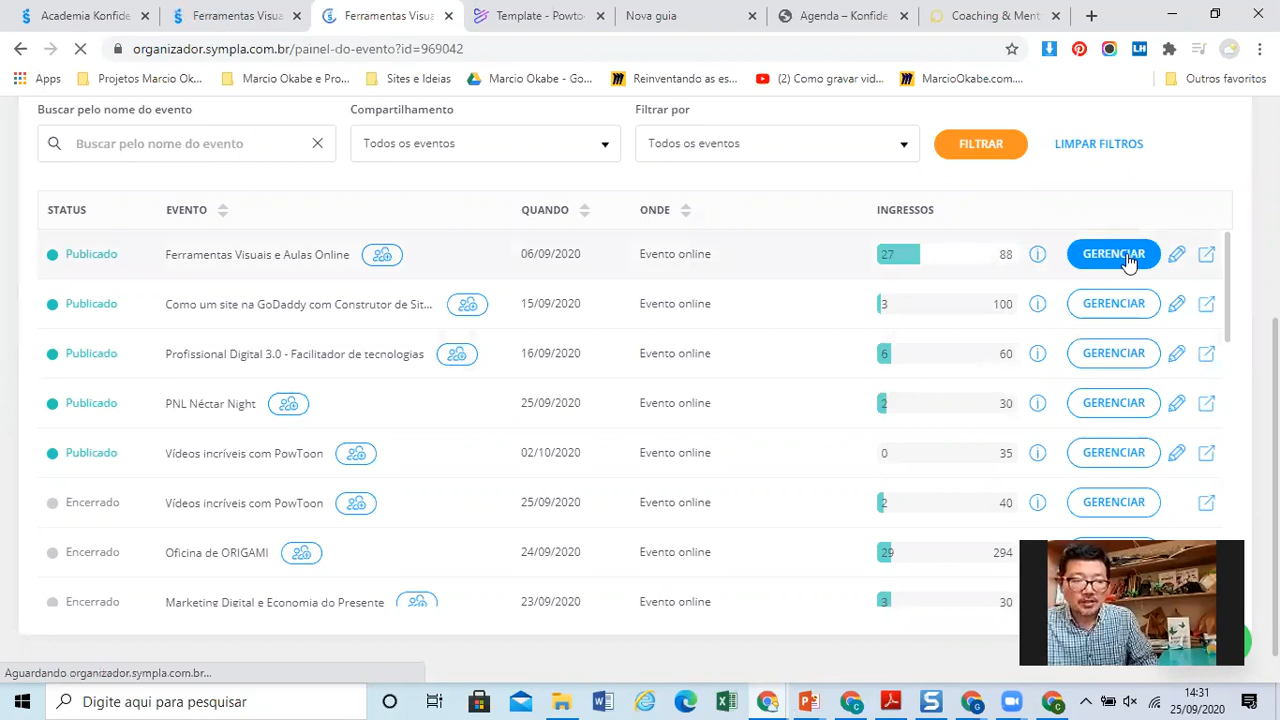 Academia Konfide
Ferramentas Visua
Ferramentas Visua
Template - Powto
Nova guia
Agenda – Konfide
Coaching & Ment
organizador.sympla.com.br/painel-do-evento?id=969042
Apps
Projetos Marcio Ok...
Marcio Okabe e Pro...
Sites e Ideias
Marcio Okabe - Go...
Reinventando as es...
(2) Como gravar vid...
MarcioOkabe.com....
Outros favoritos
Buscar pelo nome do evento
Compartilhamento
Filtrar por
Buscar pelo nome do evento
Todos os eventos
Todos os eventos
FILTRAR
LIMPAR FILTROS
STATUS EVENTO QUANDO ONDE INGRESSOS
Publicado Ferramentas Visuais e Aulas Online 06/09/2020 Evento online 27 88 GERENCIAR
Publicado Como um site na GoDaddy com Construtor de Sit... 15/09/2020 Evento online 3 100 GERENCIAR
Publicado Profissional Digital 3.0 - Facilitador de tecnologias 16/09/2020 Evento online 6 60 GERENCIAR
Publicado PNL Néctar Night 25/09/2020 Evento online 2 30 GERENCIAR
Publicado Vídeos incríveis com PowToon 02/10/2020 Evento online 0 35 GERENCIAR
Encerrado Vídeos incríveis com PowToon 25/09/2020 Evento online 2 40 GERENCIAR
Encerrado Oficina de ORIGAMI 24/09/2020 Evento online 29 294
Encerrado Marketing Digital e Economia do Presente 23/09/2020 Evento online 3 30
Aguardando organizador.sympla.com.br...
Digite aqui para pesquisar
14:31
25/09/2020